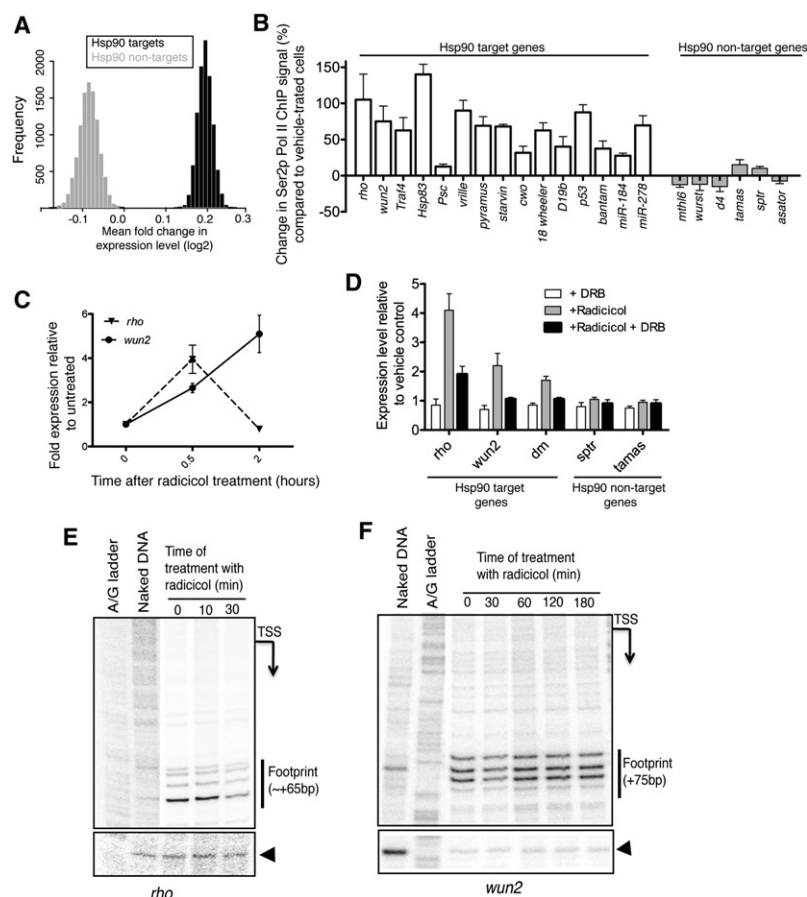 A
Hsp90 targets
Hsp90 non-targets
Frequency
2000
1500
1000
500
-0.1
0.0
0.2
0.3
Mean fold change in
expression level (log2)
B
Hsp90 target genes
Hsp90 non-target genes
Change in Ser2p Pol II ChIP signal (%)
compared to vehicle-trated cells
150
100
50
0
-50
rho
wun2
Traf4
Hsp83
Psc
vrille
pyramus
starvin
cwo
18 wheeler
D19b
p53
bantam
miR-184
miR-278
mthl6
wurst
d4
tamas
sptr
asator
C
rho
wun2
Fold expression relative
to untreated
6
4
2
0
0
0.5
2
Time after radicicol treatment (hours)
D
+ DRB
+Radicicol
+Radicicol + DRB
Expression level relative
to vehicle control
5
4
3
2
1
0
rho
wun2
dm
sptr
tamas
Hsp90 target
genes
Hsp90 non-target
genes
E
A/G ladder
Naked DNA
Time of
treatment with
radicicol (min)
0 10 30
TSS
Footprint
(~+65bp)
rho
F
Naked DNA
A/G ladder
Time of treatment
with radicicol (min)
0 30 60 120 180
TSS
Footprint
(+75bp)
wun2